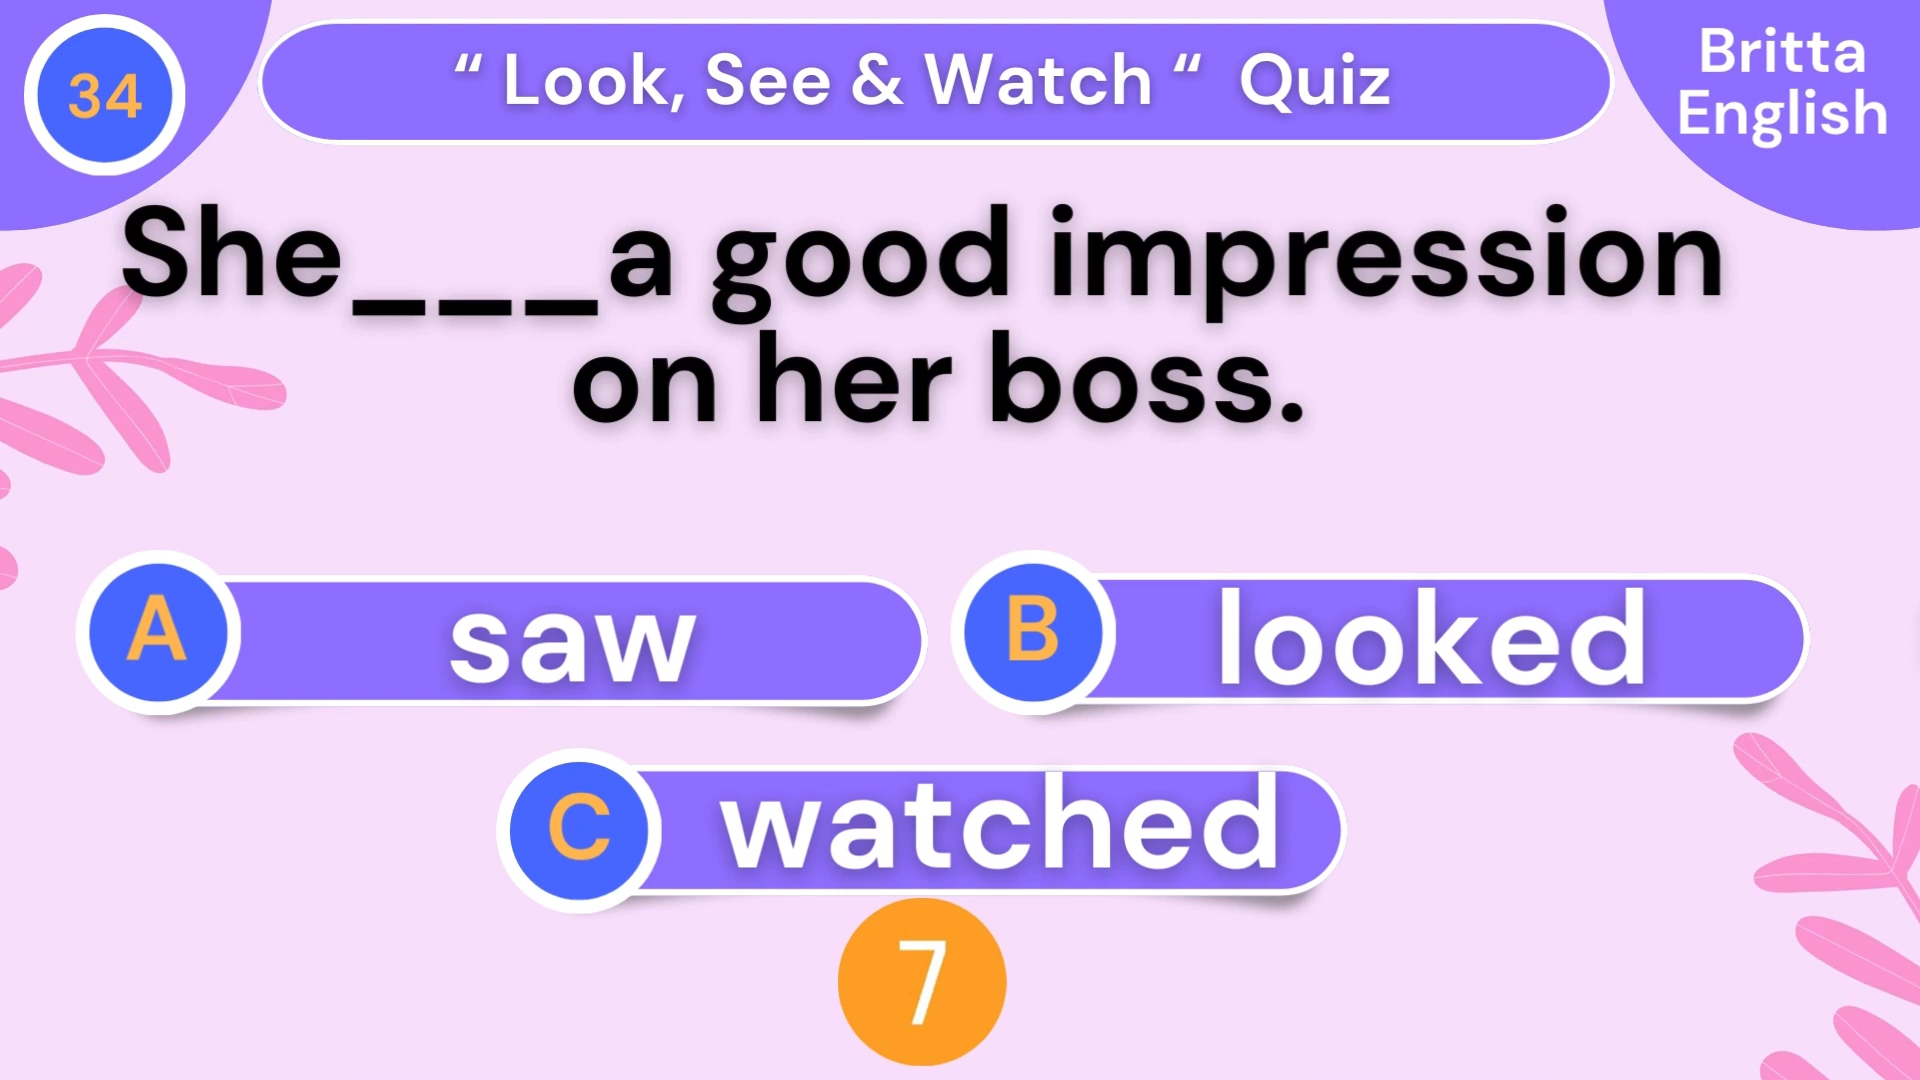 34
“ Look, See & Watch “ Quiz
Britta
English
She___a good impression
on her boss.
A
saw
B
looked
C
watched
7